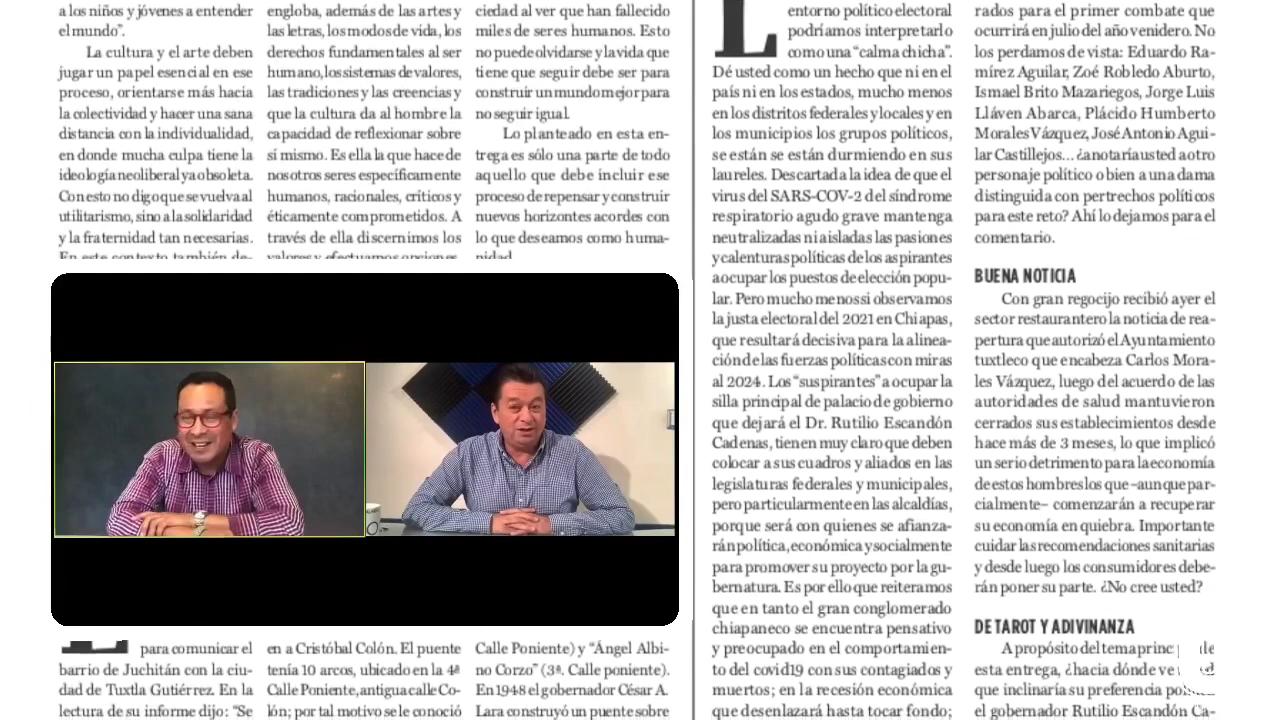 a los niños y jóvenes a entender
el mundo”.
La cultura y el arte deben
jugar un papel esencial en ese
proceso, orientarse más hacia
la colectividad y hacer una sana
distancia con la individualidad,
en donde mucha culpa tiene la
ideología neoliberal ya obsoleta.
Con esto no digo que se vuelva al
utilitarismo, sino a la solidaridad
y la fraternidad tan necesarias.
En este contexto también de-
engloba, además de las artes y
las letras, los modos de vida, los
derechos fundamentales al ser
humano, los sistemas de valores,
las tradiciones y las creencias y
que la cultura da al hombre la
capacidad de reflexionar sobre
sí mismo. Es ella la que hace de
nosotros seres específicamente
humanos, racionales, críticos y
éticamente comprometidos. A
través de ella discernimos los
valores y efectuamos opciones.
ciedad al ver que han fallecido
miles de seres humanos. Esto
no puede olvidarse y la vida que
tiene que seguir debe ser para
construir un mundo mejor para
no seguir igual.
Lo planteado en esta en-
trega es sólo una parte de todo
aquello que debe incluir ese
proceso de repensar y construir
nuevos horizontes acordes con
lo que deseamos como huma-
nidad.
para comunicar el
barrio de Juchitán con la ciu-
dad de Tuxtla Gutiérrez. En la
lectura de su informe dijo: “Se
en a Cristóbal Colón. El puente
tenía 10 arcos, ubicado en la 4ª
Calle Poniente, antigua calle Co-
lón; por tal motivo se le conoció
Calle Poniente) y “Ángel Albi-
no Corzo” (3ª. Calle poniente).
En 1948 el gobernador César A.
Lara construyó un puente sobre
L entorno político electoral
podríamos interpretarlo
como una “calma chicha”.
Dé usted como un hecho que ni en el
país ni en los estados, mucho menos
en los distritos federales y locales y en
los municipios los grupos políticos,
se están se están durmiendo en sus
laureles. Descartada la idea de que el
virus del SARS-COV-2 del síndrome
respiratorio agudo grave mantenga
neutralizadas ni aisladas las pasiones
y calenturas políticas de los aspirantes
a ocupar los puestos de elección popu-
lar. Pero mucho menos si observamos
la justa electoral del 2021 en Chiapas,
que resultará decisiva para la alinea-
ción de las fuerzas políticas con miras
al 2024. Los “suspirantes” a ocupar la
silla principal de palacio de gobierno
que dejará el Dr. Rutilio Escandón
Cadenas, tienen muy claro que deben
colocar a sus cuadros y aliados en las
legislaturas federales y municipales,
pero particularmente en las alcaldías,
porque será con quienes se afianza-
rán política, económica y socialmente
para promover su proyecto por la gu-
bernatura. Es por ello que reiteramos
que en tanto el gran conglomerado
chiapaneco se encuentra pensativo
y preocupado en el comportamien-
to del covid19 con sus contagiados y
muertos; en la recesión económica
que desenlazará hasta tocar fondo;
rados para el primer combate que
ocurrirá en julio del año venidero. No
los perdamos de vista: Eduardo Ra-
mírez Aguilar, Zoé Robledo Aburto,
Ismael Brito Mazariegos, Jorge Luis
Lláven Abarca, Plácido Humberto
Morales Vázquez, José Antonio Agui-
lar Castillejos… ¿anotaría usted a otro
personaje político o bien a una dama
distinguida con pertrechos políticos
para este reto? Ahí lo dejamos para el
comentario.
BUENA NOTICIA
Con gran regocijo recibió ayer el
sector restaurantero la noticia de rea-
pertura que autorizó el Ayuntamiento
tuxtleco que encabeza Carlos Mora-
les Vázquez, luego del acuerdo de las
autoridades de salud mantuvieron
cerrados sus establecimientos desde
hace más de 3 meses, lo que implicó
un serio detrimento para la economía
de estos hombres los que –aunque par-
cialmente– comenzarán a recuperar
su economía en quiebra. Importante
cuidar las recomendaciones sanitarias
y desde luego los consumidores debe-
rán poner su parte. ¿No cree usted?
DE TAROT Y ADIVINANZA
A propósito del tema
esta entrega, ¿hacia dónde
que inclinaría su preferencia
el gobernador Rutilio Escandón Ca-